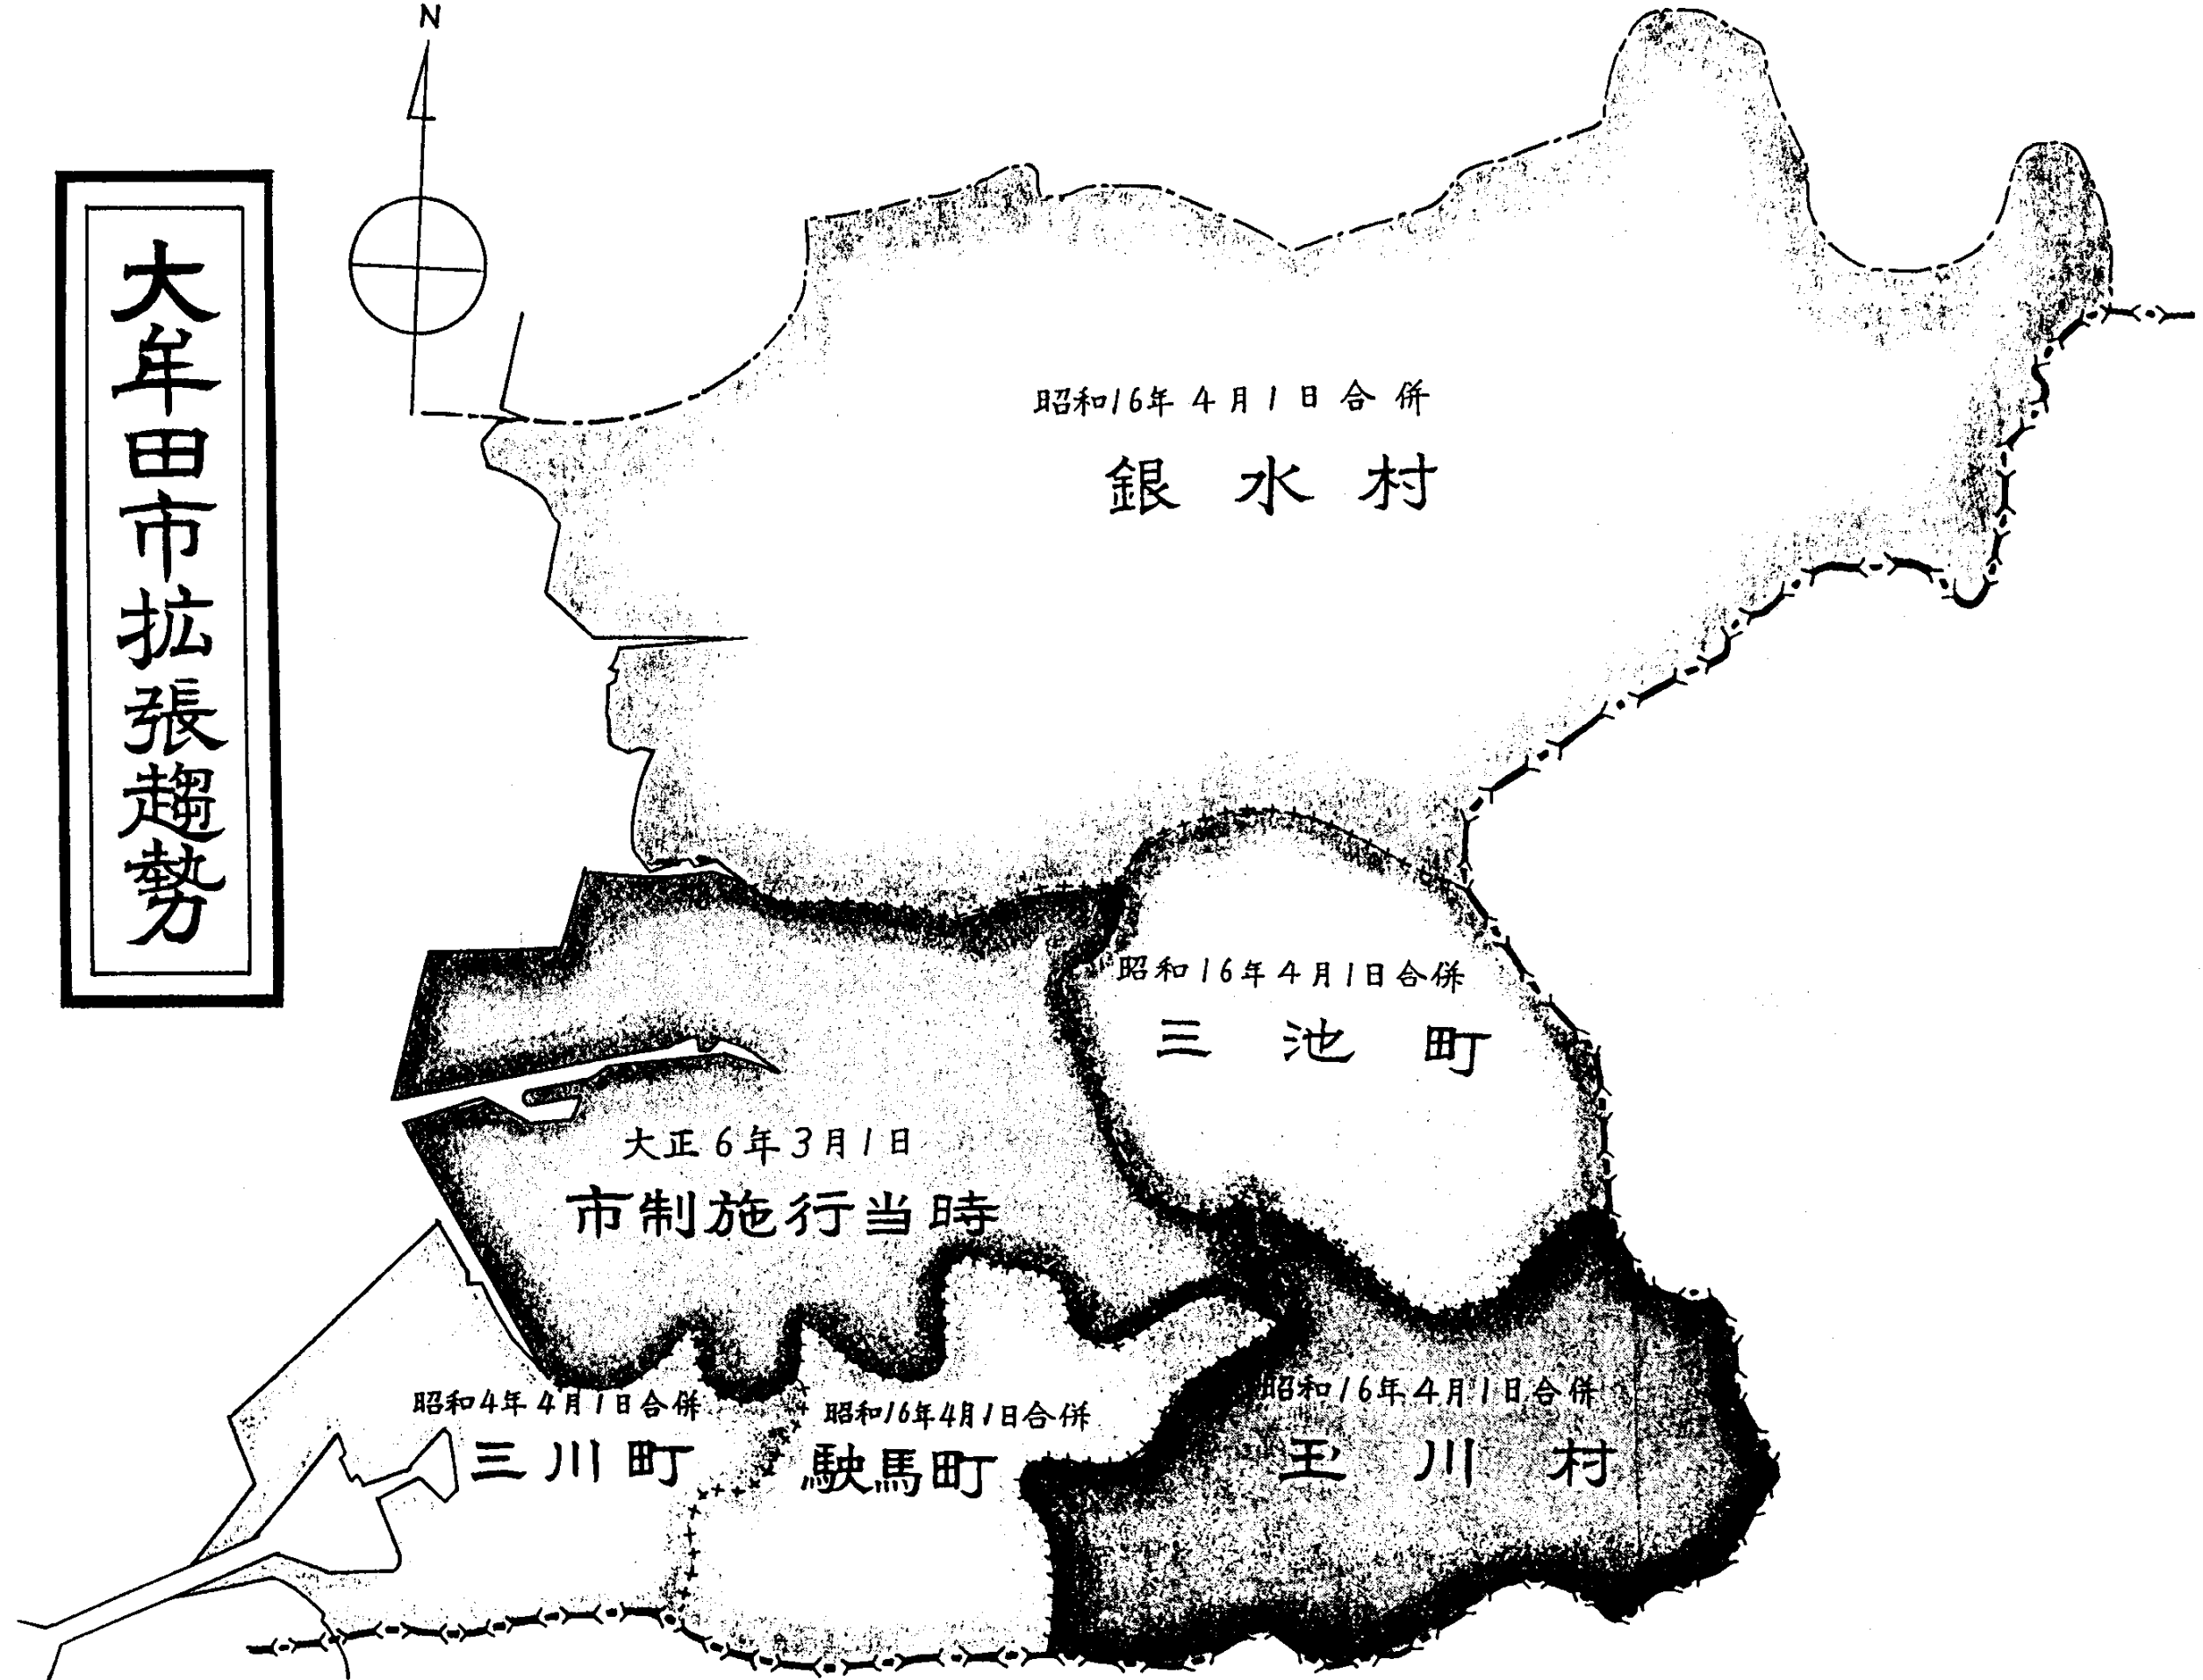 N
大牟田市拡張趨勢
昭和16年4月1日合併
銀水村
昭和16年4月1日合併
三池町
大正6年3月1日
市制施行当時
昭和4年4月1日合併
三川町
昭和16年4月1日合併
駛馬町
昭和16年4月1日合併
玉川村